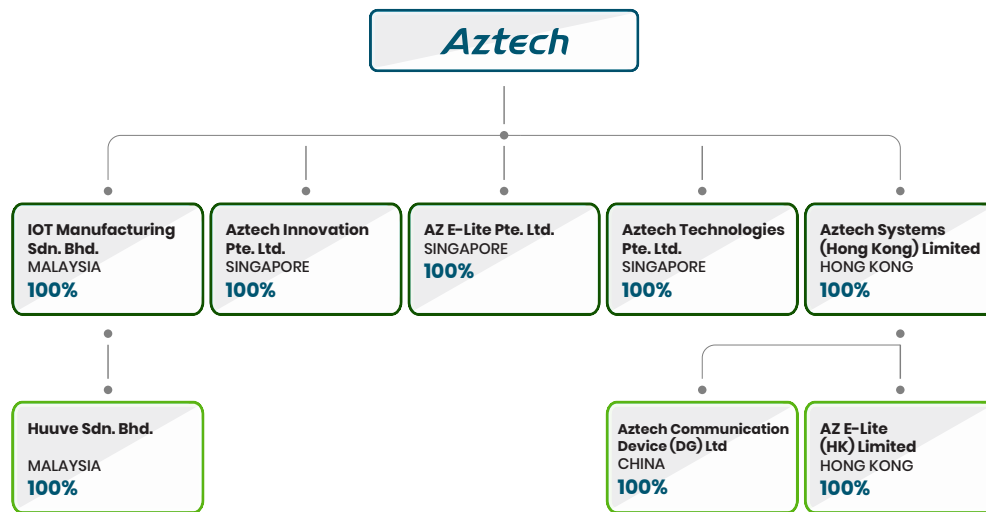 Aztech
IOT Manufacturing
Sdn. Bhd.
MALAYSIA
100%
Aztech Innovation
Pte. Ltd.
SINGAPORE
100%
AZ E-Lite Pte. Ltd.
SINGAPORE
100%
Aztech Technologies
Pte. Ltd.
SINGAPORE
100%
Aztech Systems
(Hong Kong) Limited
HONG KONG
100%
Huuve Sdn. Bhd.
MALAYSIA
100%
Aztech Communication
Device (DG) Ltd
CHINA
100%
AZ E-Lite
(HK) Limited
HONG KONG
100%